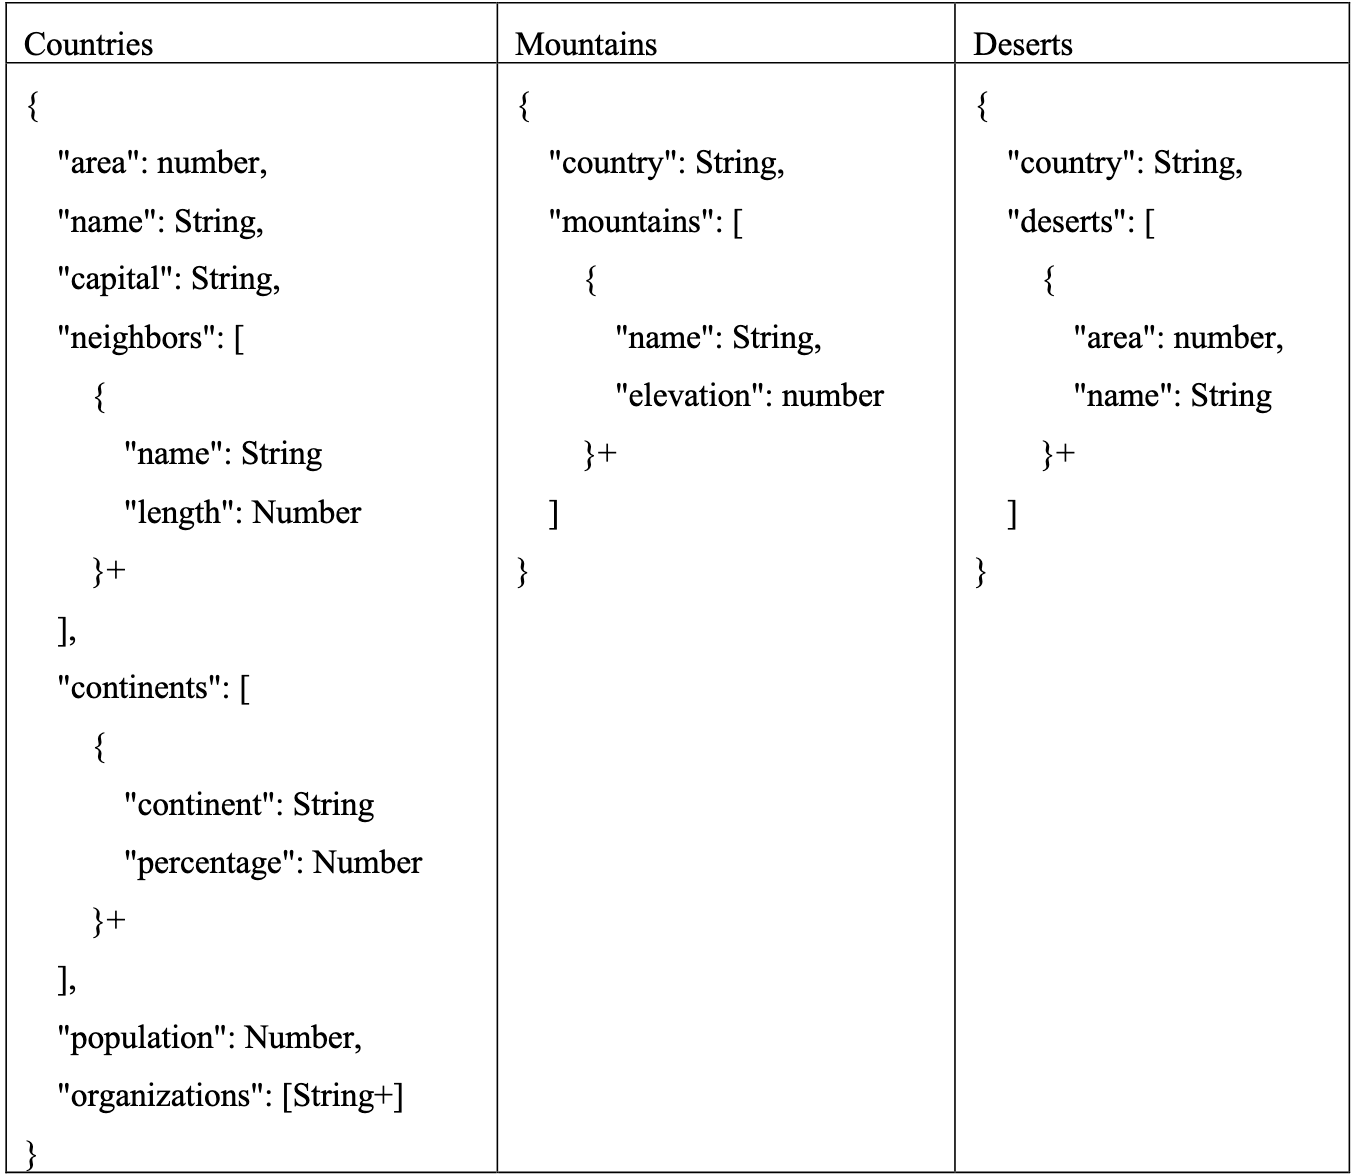 Countries
{
"area": number,
"name": String,
"capital": String,
"neighbors": [
{
"name": String
"length": Number
}+
],
"continents": [
{
"continent": String
"percentage": Number
}+
],
"population": Number,
"organizations": [String+]
}
Mountains
{
"country": String,
"mountains": [
{
"name": String,
"elevation": number
}+
]
}
Deserts
{
"country": String,
"deserts": [
{
"area": number,
"name": String
}+
]
}